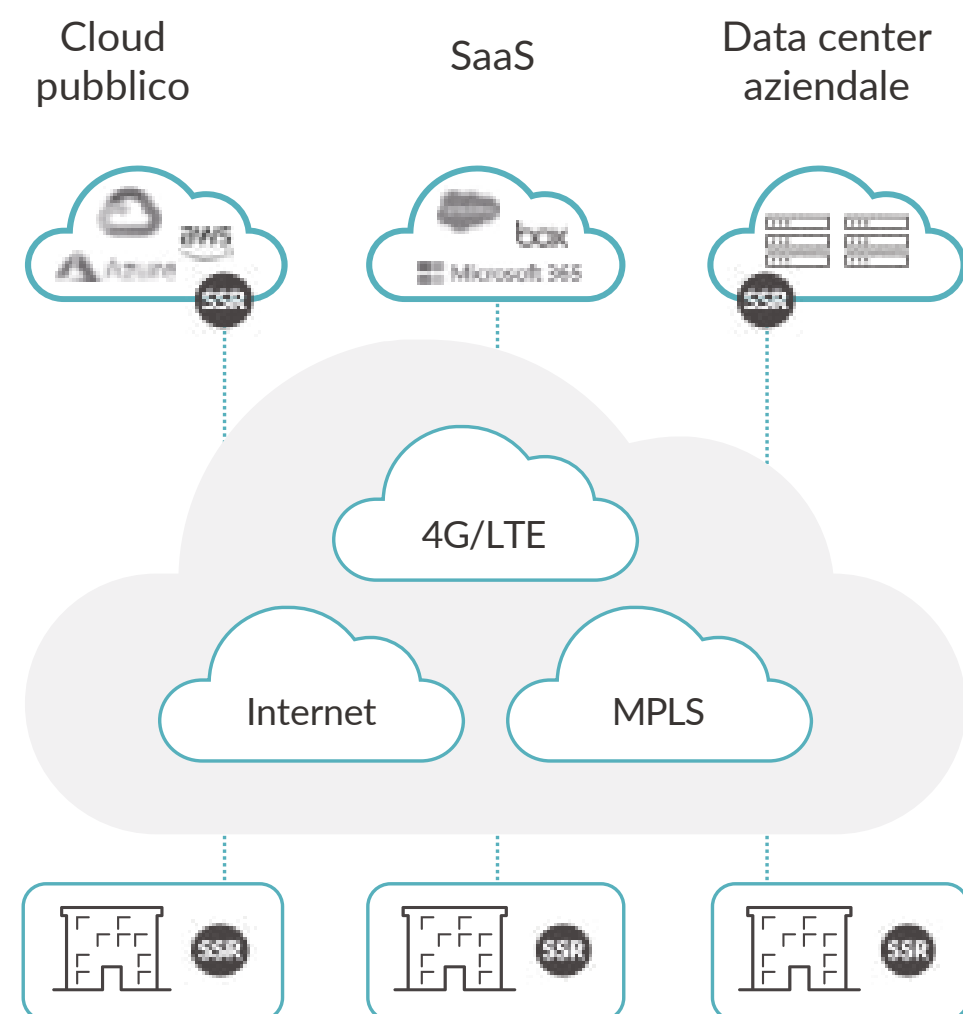 Cloud
pubblico
SaaS
Data center
aziendale
aws
Azure
SSR
box
Microsoft 365
SSR
4G/LTE
Internet
MPLS
SSR
SSR
SSR